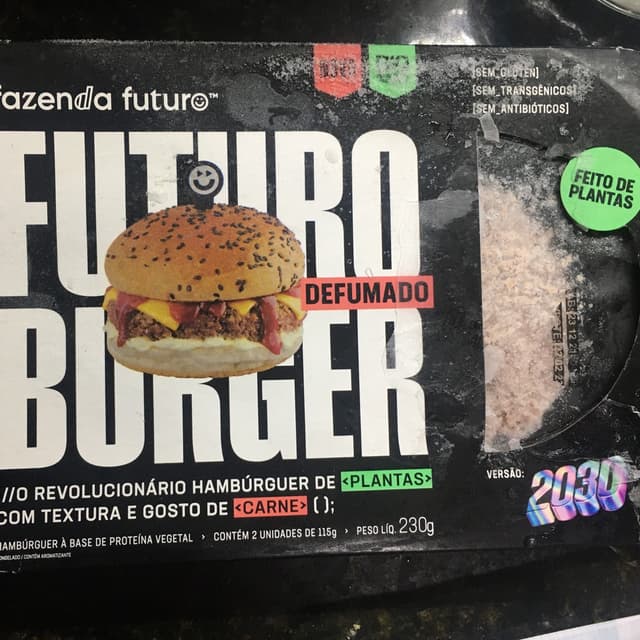 fazenda futuro™
[SEM_GLÚTEN]
[SEM_TRANSGÊNICOS]
[SEM_ANTIBIÓTICOS]
FEITO DE
PLANTAS
FUTURO
DEFUMADO
BURGER
//O REVOLUCIONÁRIO HAMBÚRGUER DE <PLANTAS>
COM TEXTURA E GOSTO DE <CARNE> ( );
HAMBÚRGUER À BASE DE PROTEÍNA VEGETAL > CONTÉM 2 UNIDADES DE 115g > PESO LÍQ. 230g
VERSÃO:
2030